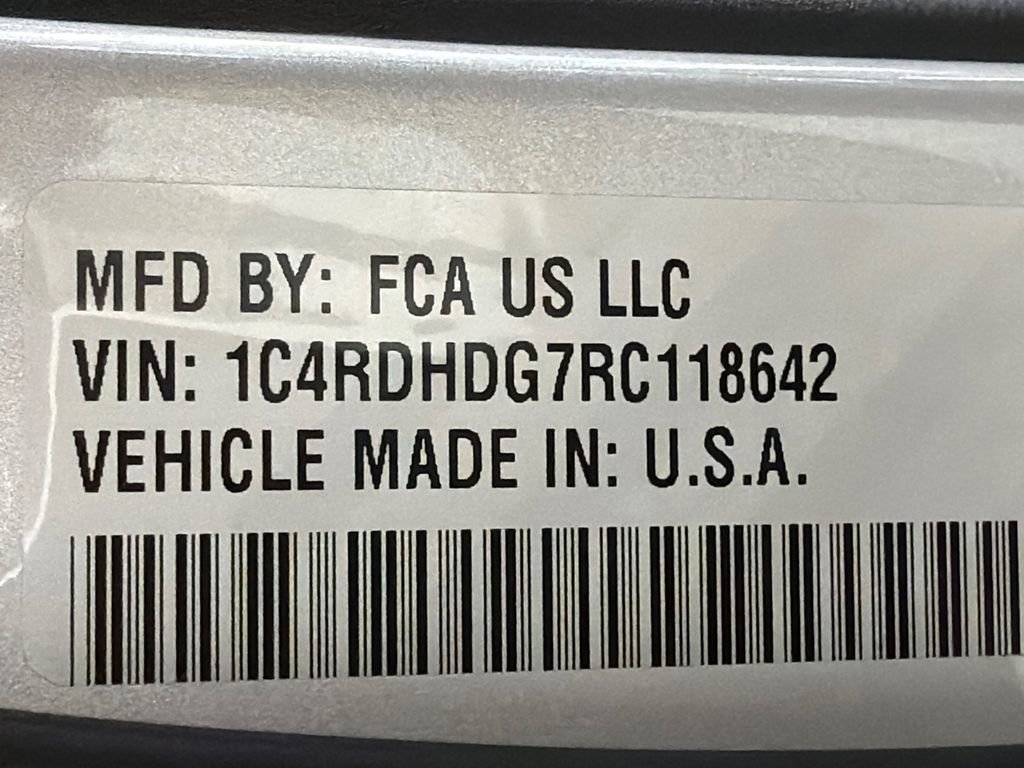 MFD BY: FCA US LLC
VIN: 1C4RDHDG7RC118642
VEHICLE MADE IN: U.S.A.